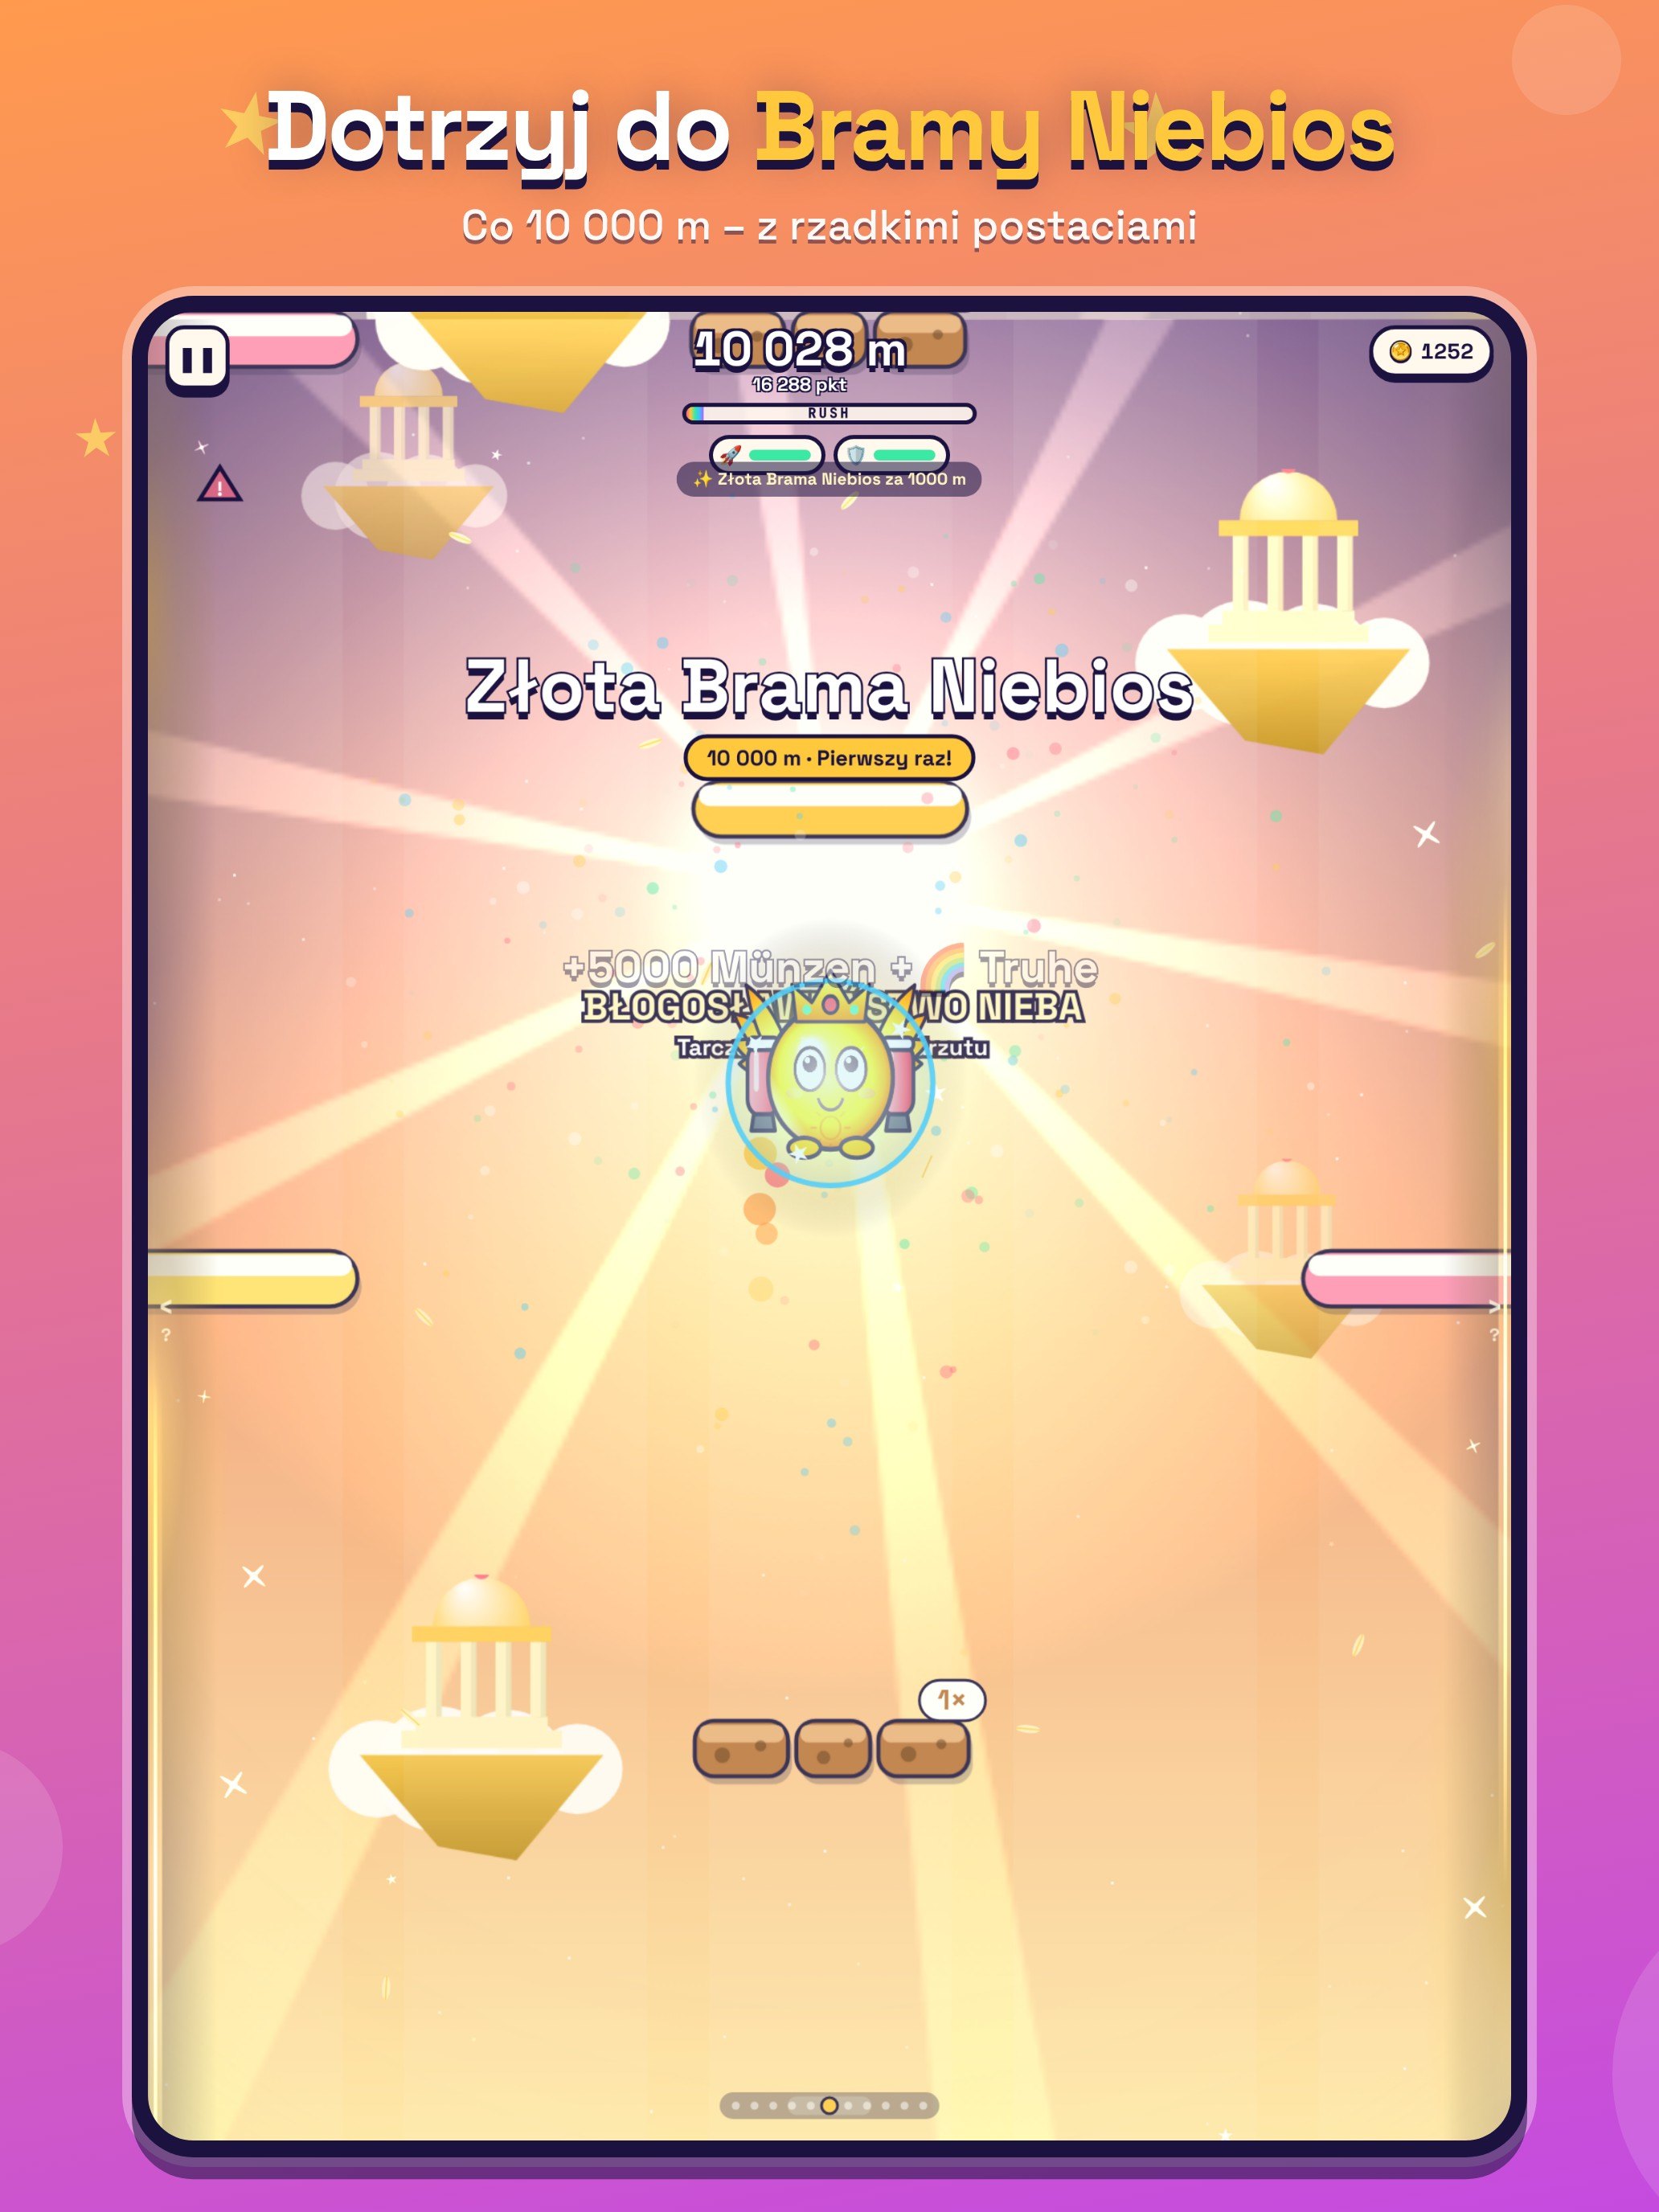 Dotrzyj do Bramy Niebios
Co 10 000 m – z rzadkimi postaciami
10 028 m
1252
16 288 pkt
RUSH
✨ Złota Brama Niebios za 1000 m
Złota Brama Niebios
10 000 m · Pierwszy raz!
+5000 Münzen + 🌈 Truhe
NIEBA
<
?
>
?
1×